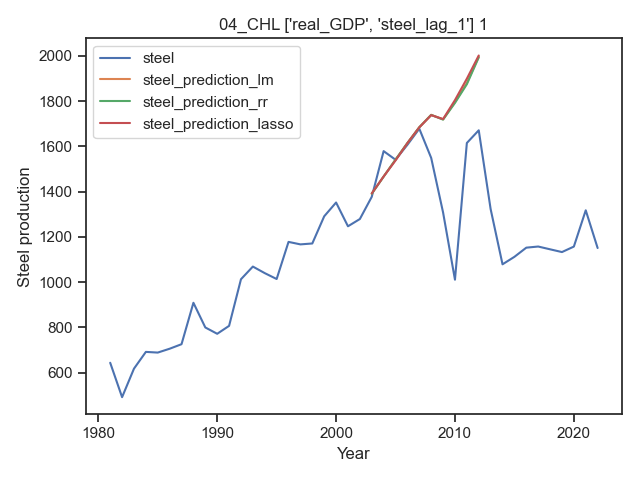 04_CHL ['real_GDP', 'steel_lag_1'] 1
steel
steel_prediction_lm
steel_prediction_rr
steel_prediction_lasso
2000
1800
1600
1400
1200
1000
800
600
Steel production
1980
1990
2000
2010
2020
Year